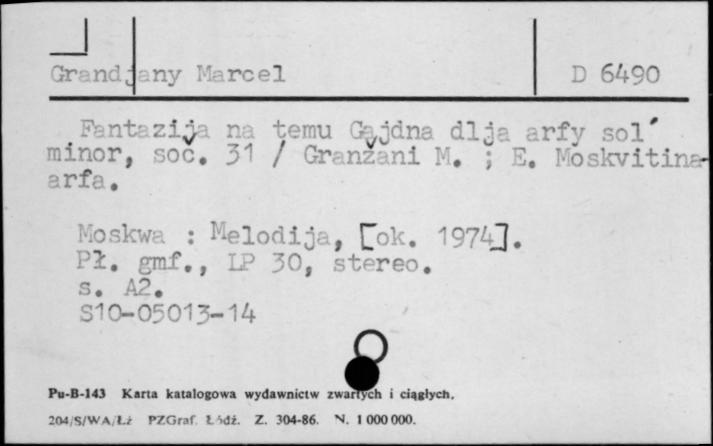 Grandjany Marcel D 6490
Fantazija na temu Gajdna dlja arfy sol'
minor, soč. 31 / Granžani M. ; E. Moskvitina-
arfa.
Moskwa : Melodija, [ok. 1974].
Pł. gmf., LP 30, stereo.
s. A2.
S10-05013-14
Pu-B-143 Karta katalogowa wydawnictw zwartych i ciągłych.
204/S/WA/Łż PZGraf. Łódź. Z. 304-86. N. 1 000 000.